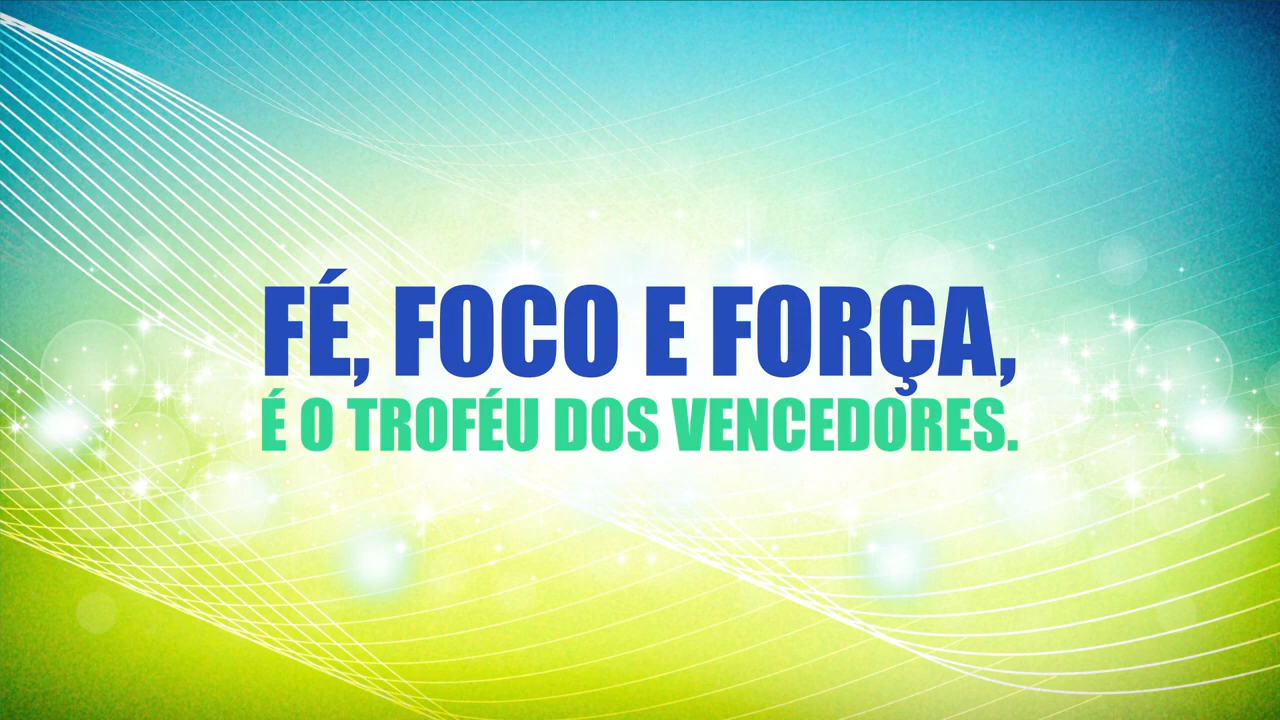 FÉ, FOCO E FORÇA,
É O TROFÉU DOS VENCEDORES.